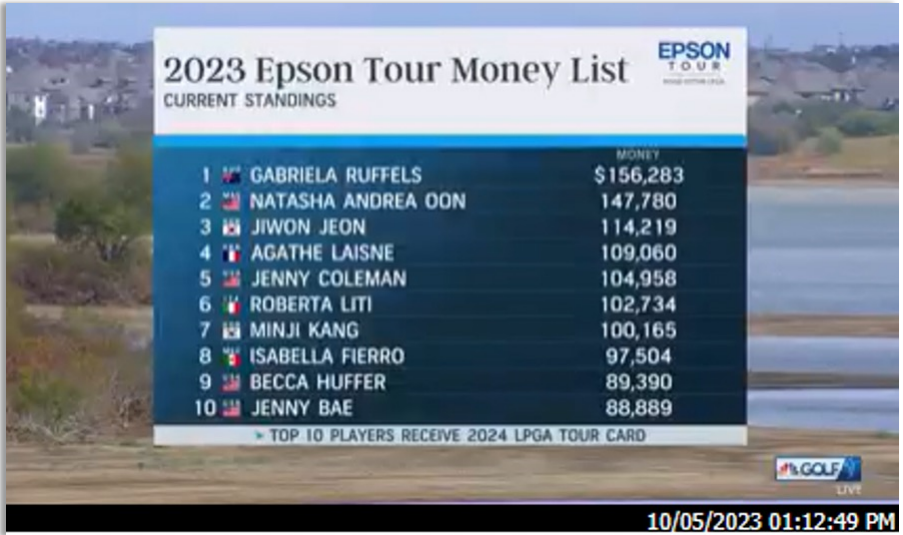 2023 Epson Tour Money List
EPSON
TOUR
CURRENT STANDINGS
MONEY
1 GABRIELA RUFFELS $156,283
2 NATASHA ANDREA OON 147,780
3 JIWON JEON 114,219
4 AGATHE LAISNE 109,060
5 JENNY COLEMAN 104,958
6 ROBERTA LITI 102,734
7 MINJI KANG 100,165
8 ISABELLA FIERRO 97,504
9 BECCA HUFFER 89,390
10 JENNY BAE 88,889
TOP 10 PLAYERS RECEIVE 2024 LPGA TOUR CARD
GOLF
LIVE
10/05/2023 01:12:49 PM